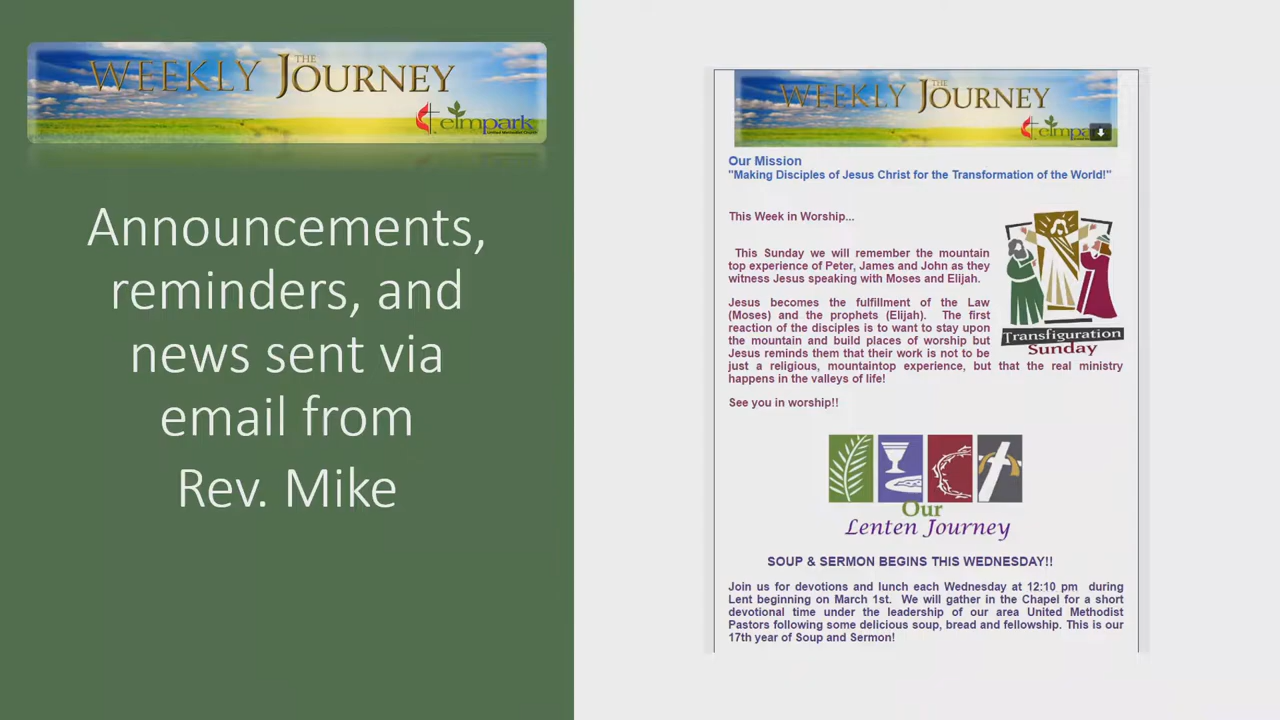 WEEKLY THE JOURNEY
elmpark
United Methodist Church
Announcements,
reminders, and
news sent via
email from
Rev. Mike
WEEKLY THE JOURNEY
Our Mission
"Making Disciples of Jesus Christ for the Transformation of the World!"
This Week in Worship...
This Sunday we will remember the mountain
top experience of Peter, James and John as they
witness Jesus speaking with Moses and Elijah.
Jesus becomes the fulfillment of the Law
(Moses) and the prophets (Elijah). The first
reaction of the disciples is to want to stay upon
the mountain and build places of worship but
Jesus reminds them that their work is not to be
just a religious, mountaintop experience, but that the real ministry
happens in the valleys of life!
See you in worship!!
Transfiguration
Sunday
Our
Lenten Journey
SOUP & SERMON BEGINS THIS WEDNESDAY!!
Join us for devotions and lunch each Wednesday at 12:10 pm during
Lent beginning on March 1st. We will gather in the Chapel for a short
devotional time under the leadership of our area United Methodist
Pastors following some delicious soup, bread and fellowship. This is our
17th year of Soup and Sermon!